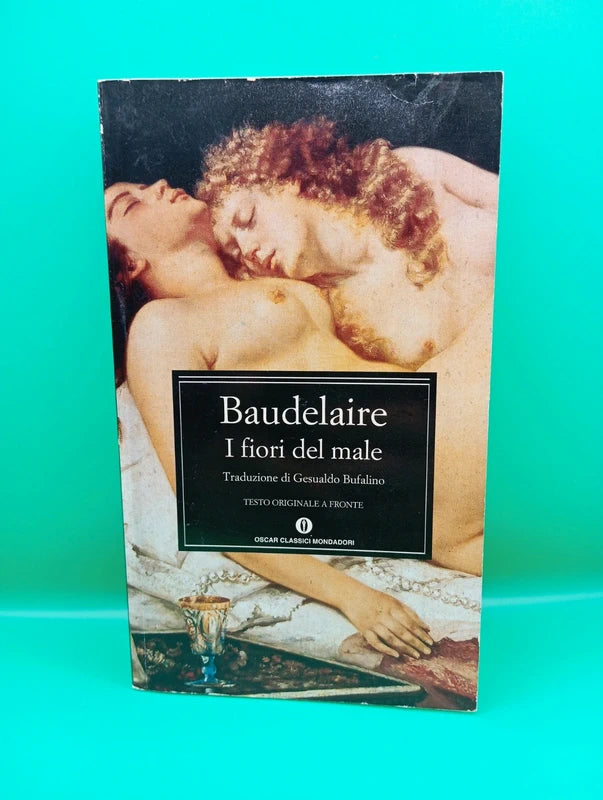 Baudelaire
I fiori del male
Traduzione di Gesualdo Bufalino
TESTO ORIGINALE A FRONTE
OSCAR CLASSICI MONDADORI